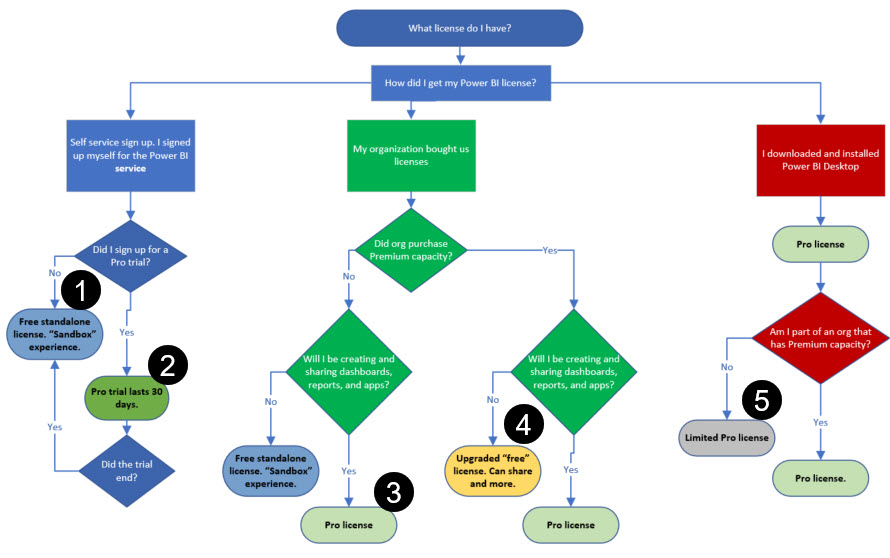 What license do I have?
How did I get my Power BI license?
Self service sign up. I signed
up myself for the Power BI
service
My organization bought us
licenses
I downloaded and installed
Power BI Desktop
Did I sign up for a
Pro trial?
Did org purchase
Premium capacity?
Pro license
No
Yes
No
Yes
1
Free standalone
license. “Sandbox”
experience.
Will I be creating and
sharing dashboards,
reports, and apps?
Will I be creating and
sharing dashboards,
reports, and apps?
Am I part of an org that
has Premium capacity?
2
Pro trial lasts 30
days.
No
No
No
Yes
Yes
4
5
Did the trial
end?
Free standalone
license. “Sandbox”
experience.
Upgraded “free”
license. Can share
and more.
Limited Pro license
Yes
Yes
3
Pro license
Pro license
Pro license.